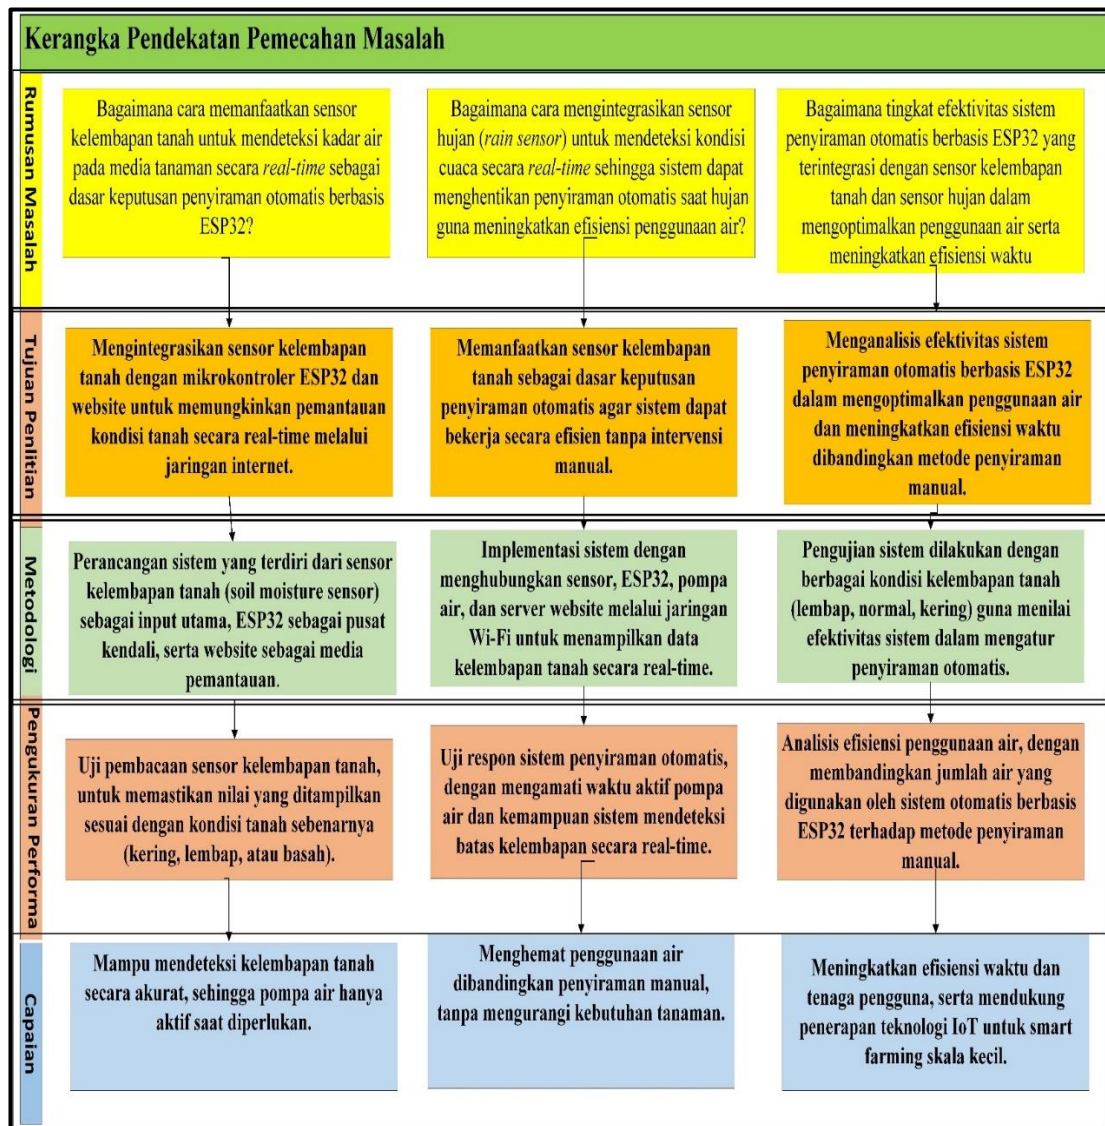 Kerangka Pendekatan Pemecahan Masalah
Rumusan Masalah
Bagaimana cara memanfaatkan sensor
kelembapan tanah untuk mendeteksi kadar air
pada media tanaman secara real-time sebagai
dasar keputusan penyiraman otomatis berbasis
ESP32?
Bagaimana cara mengintegrasikan sensor
hujan (rain sensor) untuk mendeteksi kondisi
cuaca secara real-time sehingga sistem dapat
menghentikan penyiraman otomatis saat hujan
guna meningkatkan efisiensi penggunaan air?
Bagaimana tingkat efektivitas sistem
penyiraman otomatis berbasis ESP32 yang
terintegrasi dengan sensor kelembapan
tanah dan sensor hujan dalam
mengoptimalkan penggunaan air serta
meningkatkan efisiensi waktu
Tujuan Penlitian
Mengintegrasikan sensor kelembapan
tanah dengan mikrokontroler ESP32 dan
website untuk memungkinkan pemantauan
kondisi tanah secara real-time melalui
jaringan internet.
Memanfaatkan sensor kelembapan
tanah sebagai dasar keputusan
penyiraman otomatis agar sistem dapat
bekerja secara efisien tanpa intervensi
manual.
Menganalisis efektivitas sistem
penyiraman otomatis berbasis ESP32
dalam mengoptimalkan penggunaan air
dan meningkatkan efisiensi waktu
dibandingkan metode penyiraman
manual.
Metodologi
Perancangan sistem yang terdiri dari sensor
kelembapan tanah (soil moisture sensor)
sebagai input utama, ESP32 sebagai pusat
kendali, serta website sebagai media
pemantauan.
Implementasi sistem dengan
menghubungkan sensor, ESP32, pompa
air, dan server website melalui jaringan
Wi-Fi untuk menampilkan data
kelembapan tanah secara real-time.
Pengujian sistem dilakukan dengan
berbagai kondisi kelembapan tanah
(lembap, normal, kering) guna menilai
efektivitas sistem dalam mengatur
penyiraman otomatis.
Pengukuran Performa
Uji pembacaan sensor kelembapan tanah,
untuk memastikan nilai yang ditampilkan
sesuai dengan kondisi tanah sebenarnya
(kering, lembap, atau basah).
Uji respon sistem penyiraman otomatis,
dengan mengamati waktu aktif pompa
air dan kemampuan sistem mendeteksi
batas kelembapan secara real-time.
Analisis efisiensi penggunaan air, dengan
membandingkan jumlah air yang
digunakan oleh sistem otomatis berbasis
ESP32 terhadap metode penyiraman
manual.
Capaian
Mampu mendeteksi kelembapan tanah
secara akurat, sehingga pompa air hanya
aktif saat diperlukan.
Menghemat penggunaan air
dibandingkan penyiraman manual,
tanpa mengurangi kebutuhan tanaman.
Meningkatkan efisiensi waktu dan
tenaga pengguna, serta mendukung
penerapan teknologi IoT untuk smart
farming skala kecil.